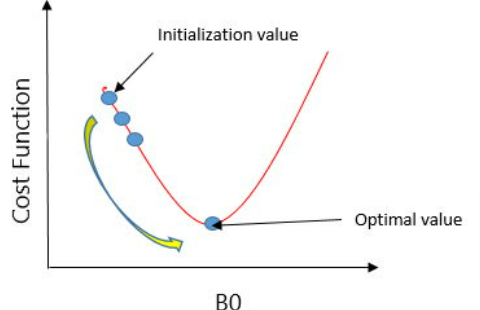 Initialization value
Cost Function
Optimal value
B0